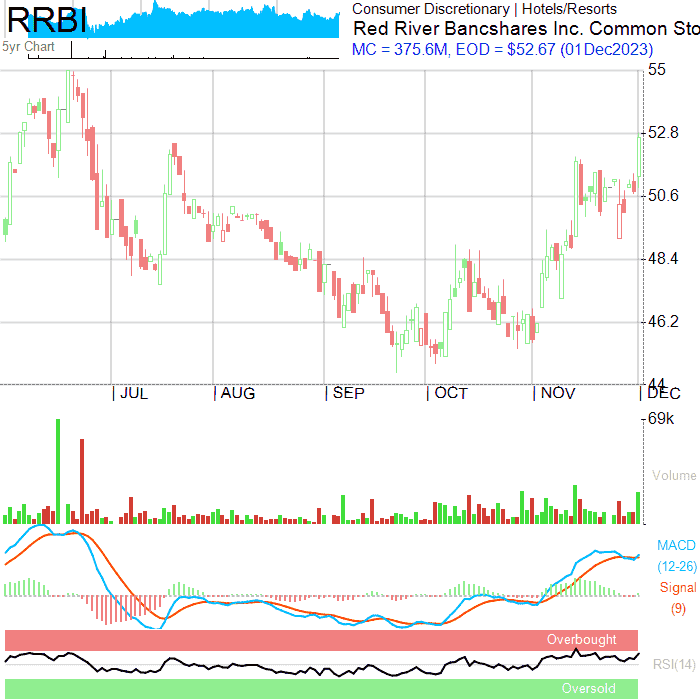 RRBI
Consumer Discretionary | Hotels/Resorts
Red River Bancshares Inc. Common Sto
MC = 375.6M, EOD = $52.67 (01Dec2023)
5yr Chart
55
52.8
50.6
48.4
46.2
44
JUL
AUG
SEP
OCT
NOV
DEC
69k
Volume
MACD
(12-26)
Signal
(9)
Overbought
RSI(14)
Oversold